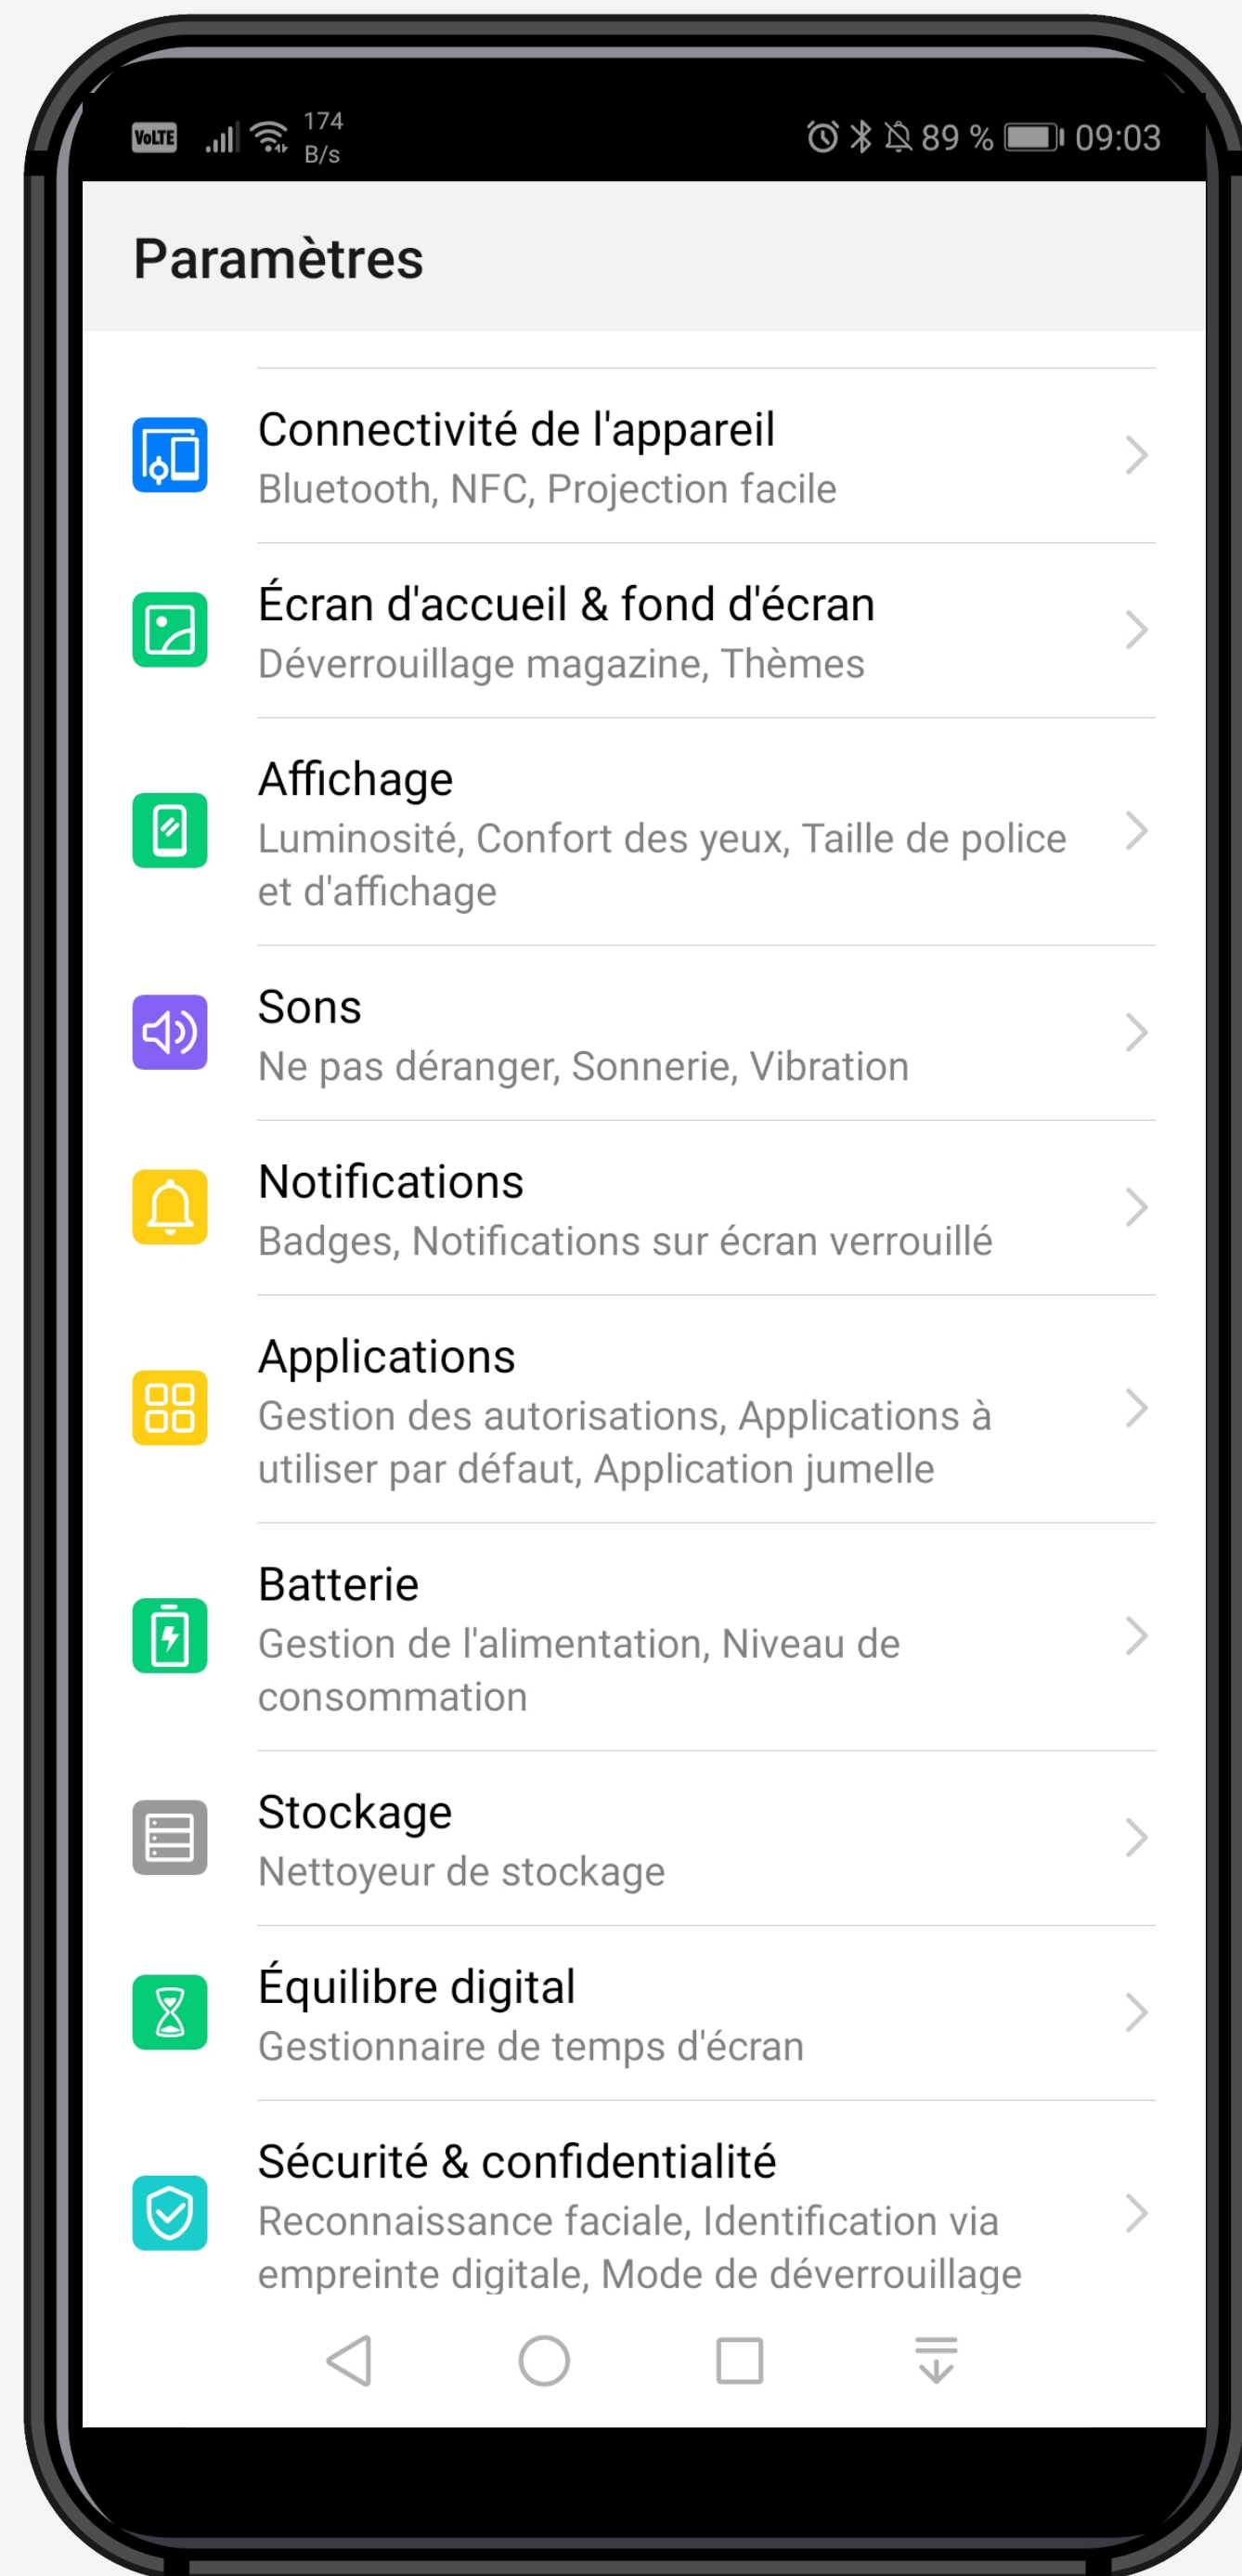 VoLTE 174 B/s 89 % 09:03
Paramètres
Connectivité de l'appareil
Bluetooth, NFC, Projection facile
Écran d'accueil & fond d'écran
Déverrouillage magazine, Thèmes
Affichage
Luminosité, Confort des yeux, Taille de police
et d'affichage
Sons
Ne pas déranger, Sonnerie, Vibration
Notifications
Badges, Notifications sur écran verrouillé
Applications
Gestion des autorisations, Applications à
utiliser par défaut, Application jumelle
Batterie
Gestion de l'alimentation, Niveau de
consommation
Stockage
Nettoyeur de stockage
Équilibre digital
Gestionnaire de temps d'écran
Sécurité & confidentialité
Reconnaissance faciale, Identification via
empreinte digitale, Mode de déverrouillage